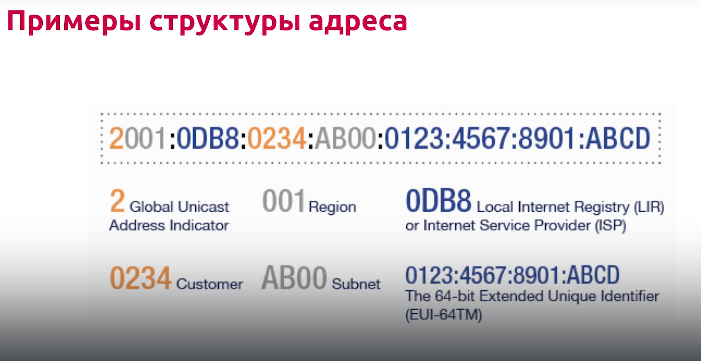 Примеры структуры адреса
2001:0DB8:0234:AB00:0123:4567:8901:ABCD
2 Global Unicast
Address Indicator
001 Region
0DB8 Local Internet Registry (LIR)
or Internet Service Provider (ISP)
0234 Customer
AB00 Subnet
0123:4567:8901:ABCD
The 64-bit Extended Unique Identifier
(EUI-64TM)